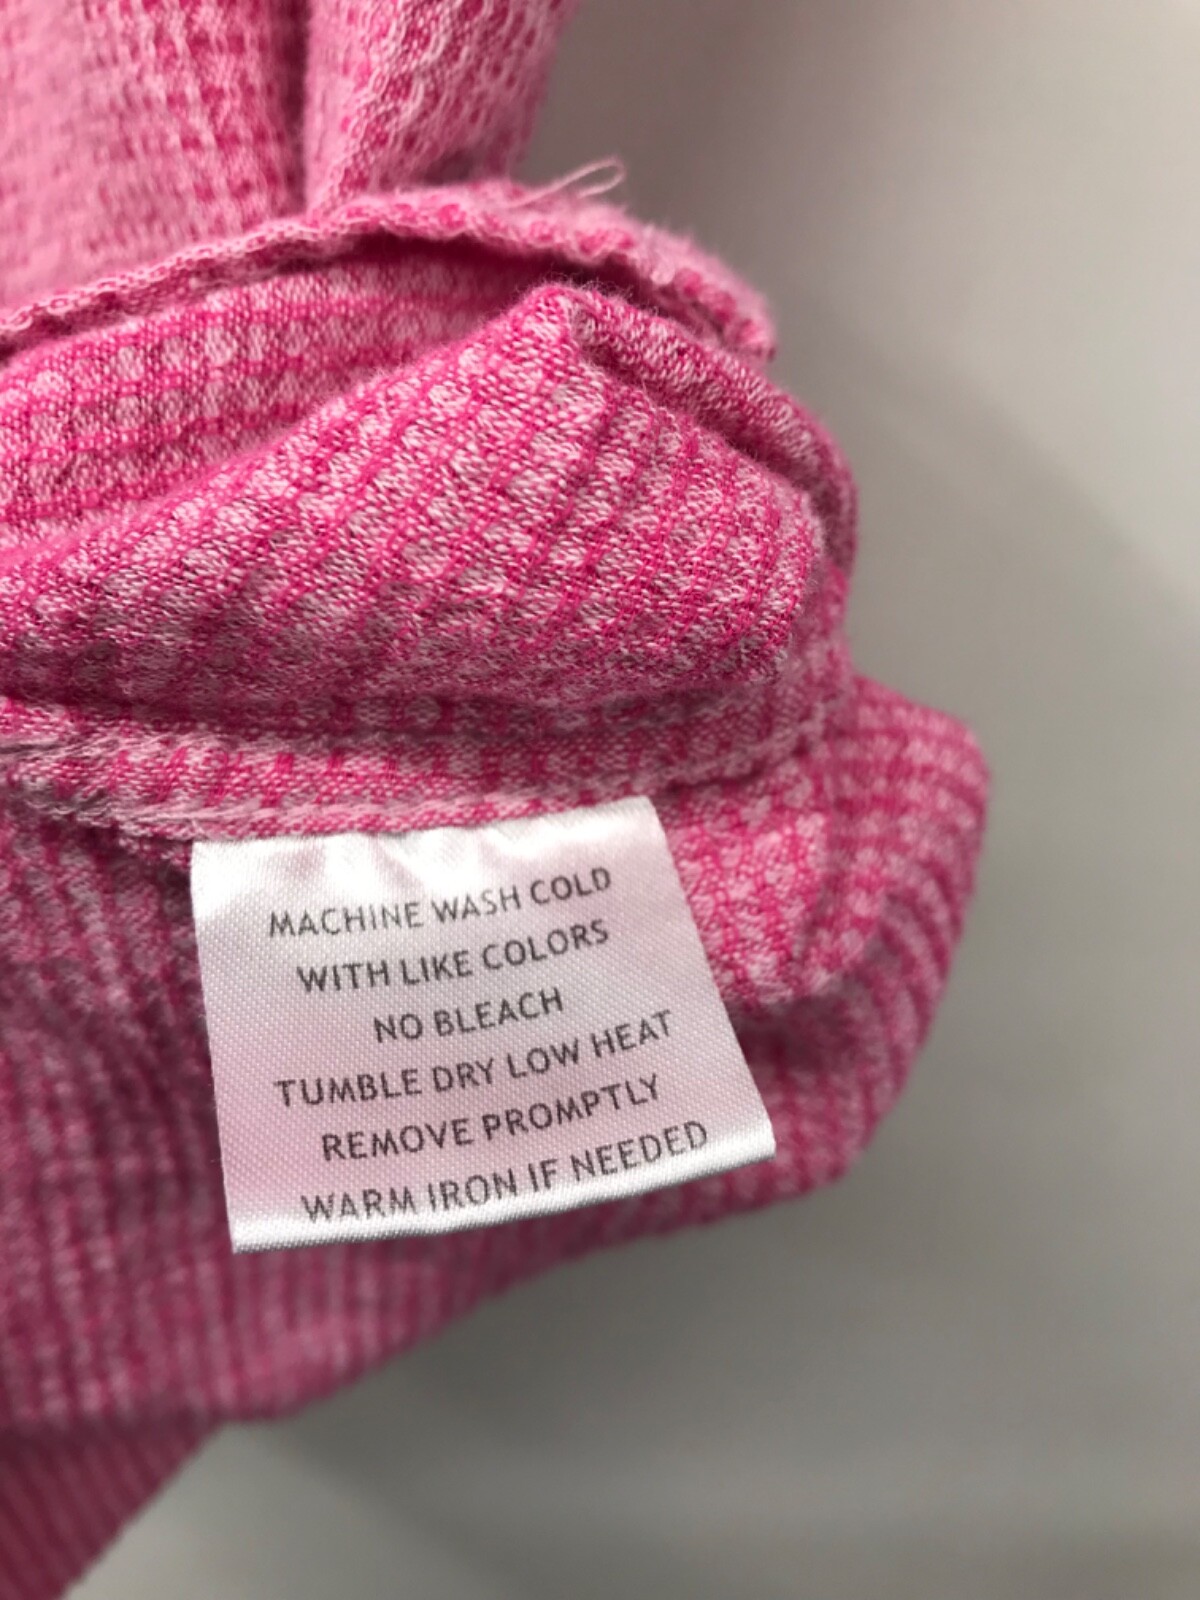 MACHINE WASH COLD
WITH LIKE COLORS
NO BLEACH
TUMBLE DRY LOW HEAT
REMOVE PROMPTLY
WARM IRON IF NEEDED